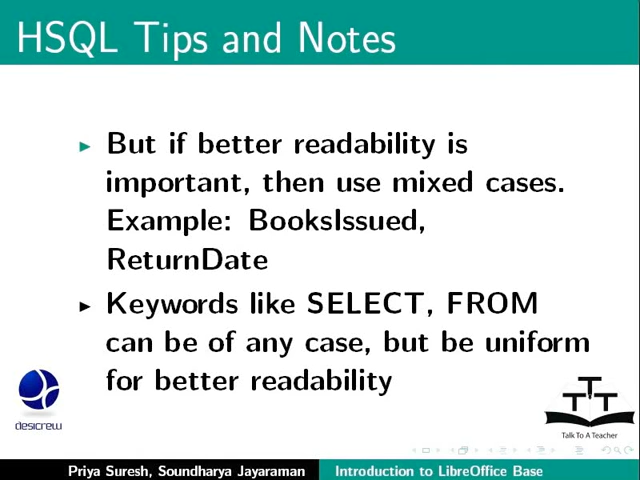 HSQL Tips and Notes
But if better readability is
important, then use mixed cases.
Example: BooksIssued,
ReturnDate
Keywords like SELECT, FROM
can be of any case, but be uniform
for better readability
desicrew
TTT
Talk To A Teacher
Priya Suresh, Soundharya Jayaraman
Introduction to LibreOffice Base